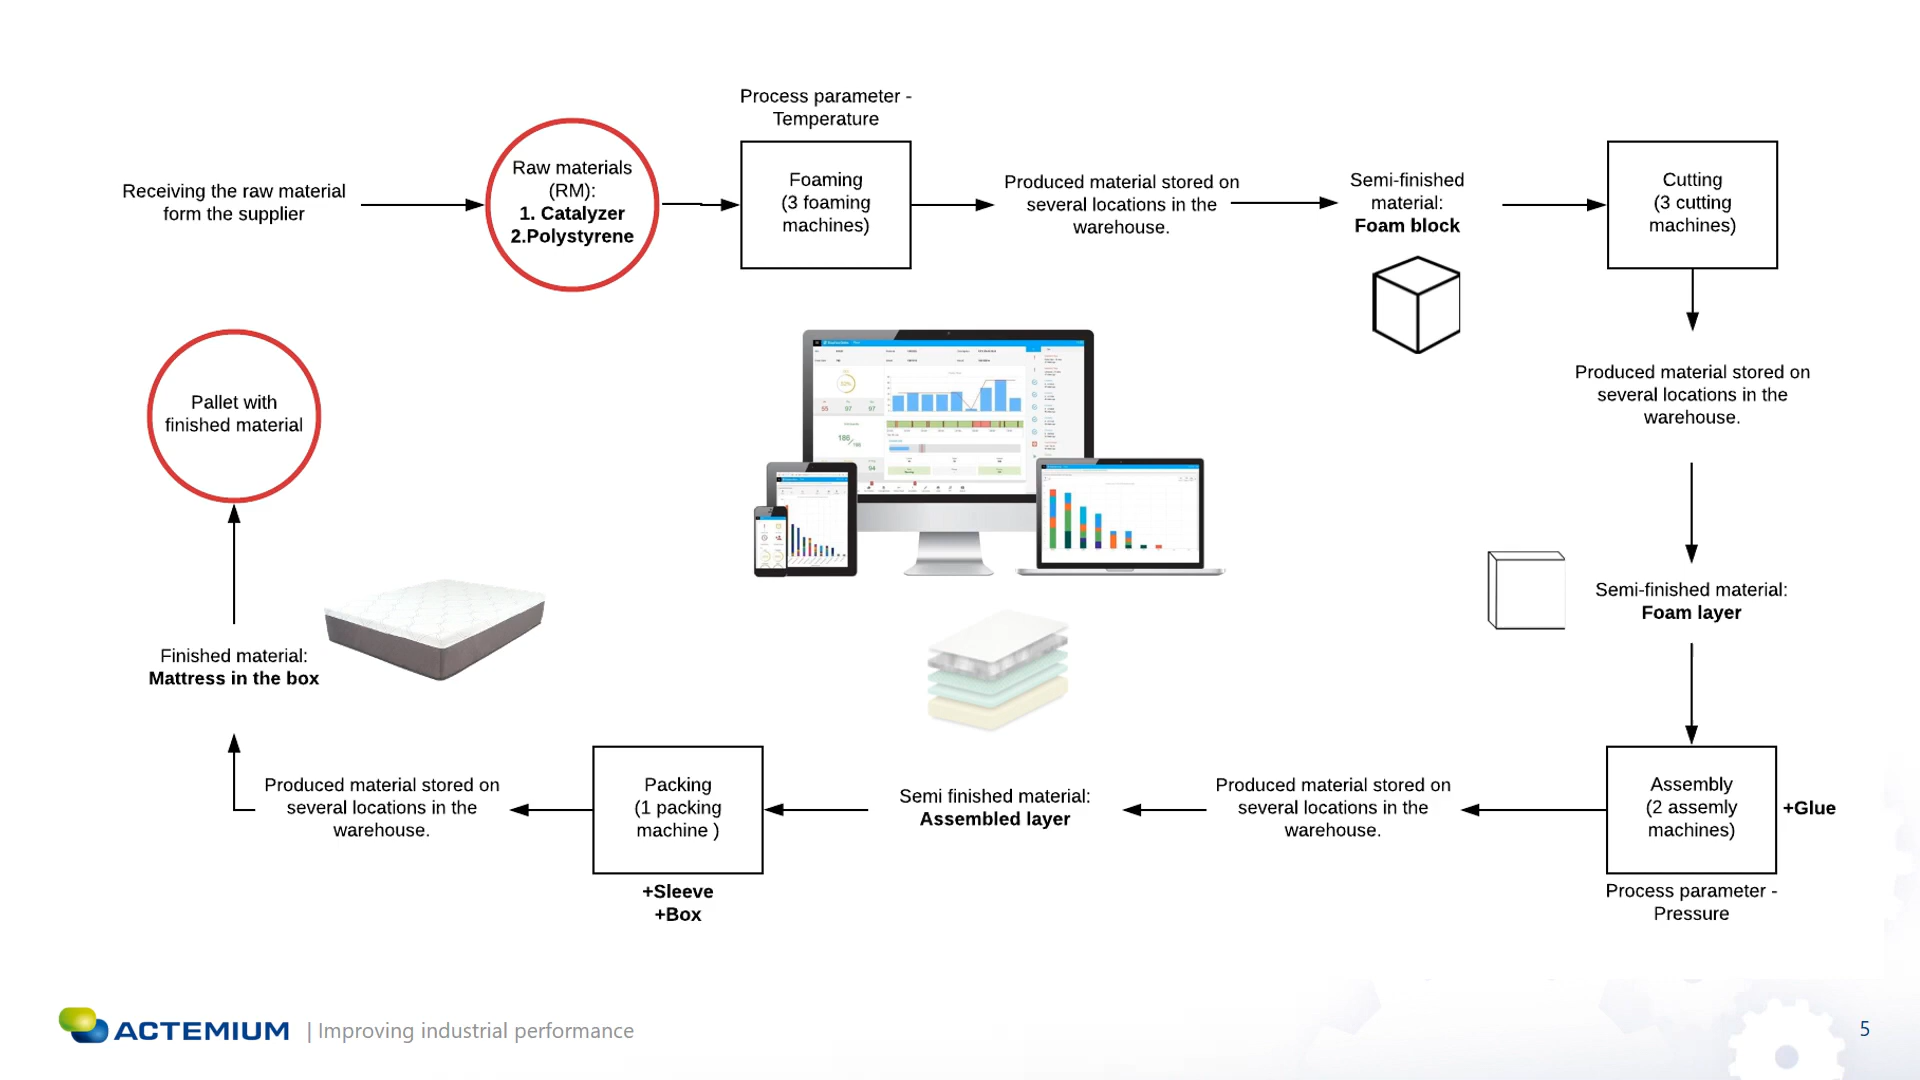 Process parameter -
Temperature
Receiving the raw material
form the supplier
Raw materials
(RM):
1. Catalyzer
2.Polystyrene
Foaming
(3 foaming
machines)
Produced material stored on
several locations in the
warehouse.
Semi-finished
material:
Foam block
Cutting
(3 cutting
machines)
Produced material stored on
several locations in the
warehouse.
Semi-finished material:
Foam layer
Assembly
(2 assemly
machines)
+Glue
Process parameter -
Pressure
Produced material stored on
several locations in the
warehouse.
Semi finished material:
Assembled layer
Packing
(1 packing
machine )
+Sleeve
+Box
Produced material stored on
several locations in the
warehouse.
Finished material:
Mattress in the box
Pallet with
finished material
ACTEMIUM | Improving industrial performance
5